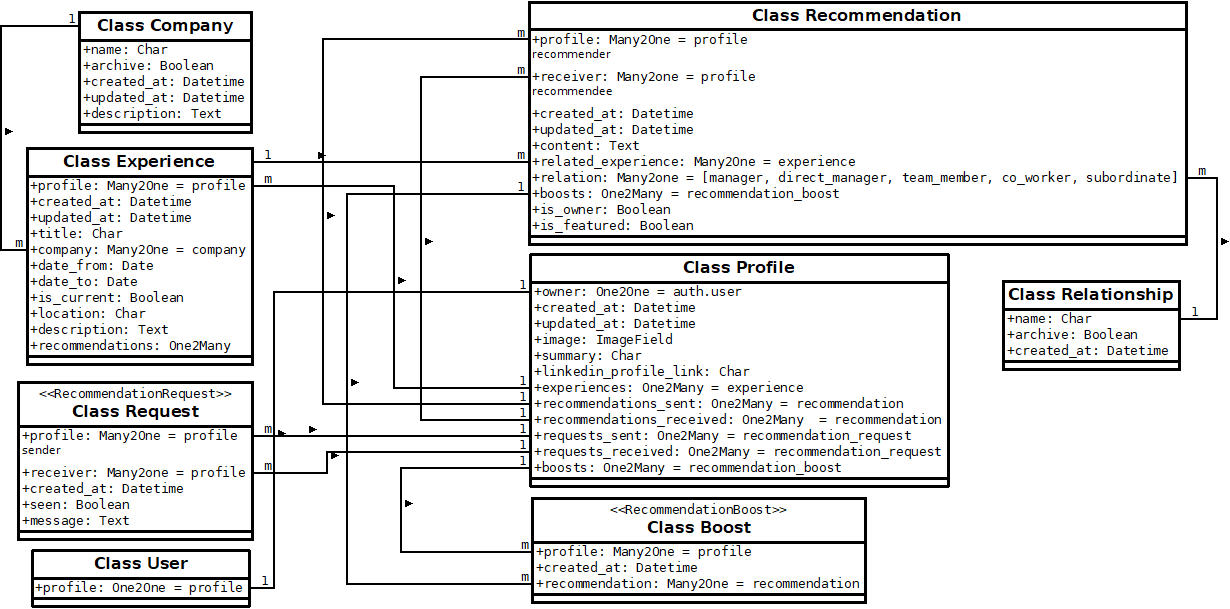 Class Company
+name: Char
+archive: Boolean
+created_at: Datetime
+updated_at: Datetime
+description: Text
1
m
Class Experience
+profile: Many2One = profile
+created_at: Datetime
+updated_at: Datetime
+title: Char
+company: Many2One = company
+date_from: Date
+date_to: Date
+is_current: Boolean
+location: Char
+description: Text
+recommendations: One2Many
1
m
<<RecommendationRequest>>
Class Request
+profile: Many2One = profile
sender
+receiver: Many2One = profile
+created_at: Datetime
+seen: Boolean
+message: Text
m
m
Class User
+profile: One2One = profile
1
Class Recommendation
+profile: Many2One = profile
recommender
+receiver: Many2one = profile
recommendee
+created_at: Datetime
+updated_at: Datetime
+content: Text
+related_experience: Many2One = experience
+relation: Many2one = [manager, direct_manager, team_member, co_worker, subordinate]
+boosts: One2Many = recommendation_boost
+is_owner: Boolean
+is_featured: Boolean
m
m
m
1
m
Class Profile
+owner: One2One = auth.user
+created_at: Datetime
+updated_at: Datetime
+image: ImageField
+summary: Char
+linkedin_profile_link: Char
+experiences: One2Many = experience
+recommendations_sent: One2Many = recommendation
+recommendations_received: One2Many  = recommendation
+requests_sent: One2Many = recommendation_request
+requests_received: One2Many = recommendation_request
+boosts: One2Many = recommendation_boost
1
1
1
1
1
1
1
Class Relationship
+name: Char
+archive: Boolean
+created_at: Datetime
1
<<RecommendationBoost>>
Class Boost
+profile: Many2One = profile
+created_at: Datetime
+recommendation: Many2One = recommendation
m
m